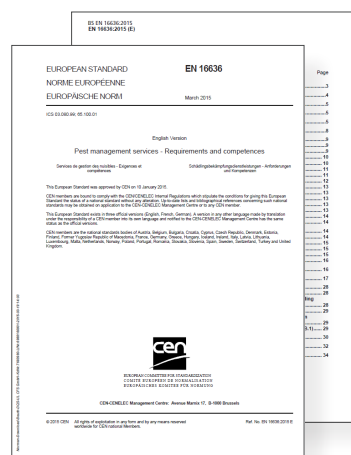 BS EN 16636:2015
EN 16636:2015 (E)
EUROPEAN STANDARD
NORME EUROPÉENNE
EUROPÄISCHE NORM
EN 16636
March 2015
ICS 03.080.99; 65.100.01
English Version
Pest management services - Requirements and competences
Services de gestion des nuisibles - Exigences et
compétences
Schädlingsbekämpfungsdienstleistungen - Anforderungen
und Kompetenzen
This European Standard was approved by CEN on 10 January 2015.
CEN members are bound to comply with the CEN/CENELEC Internal Regulations which stipulate the conditions for giving this European
Standard the status of a national standard without any alteration. Up-to-date lists and bibliographical references concerning such national
standards may be obtained on application to the CEN-CENELEC Management Centre or to any CEN member.
This European Standard exists in three official versions (English, French, German). A version in any other language made by translation
under the responsibility of a CEN member into its own language and notified to the CEN-CENELEC Management Centre has the same
status as the official versions.
CEN members are the national standards bodies of Austria, Belgium, Bulgaria, Croatia, Cyprus, Czech Republic, Denmark, Estonia,
Finland, Former Yugoslav Republic of Macedonia, France, Germany, Greece, Hungary, Iceland, Ireland, Italy, Latvia, Lithuania,
Luxembourg, Malta, Netherlands, Norway, Poland, Portugal, Romania, Slovakia, Slovenia, Spain, Sweden, Switzerland, Turkey and United
Kingdom.
cen
EUROPEAN COMMITTEE FOR STANDARDIZATION
COMITÉ EUROPÉEN DE NORMALISATION
EUROPÄISCHES KOMITEE FÜR NORMUNG
CEN-CENELEC Management Centre: Avenue Marnix 17, B-1000 Brussels
© 2015 CEN All rights of exploitation in any form and by any means reserved
worldwide for CEN national Members.
Ref. No. EN 16636:2015 E
Page